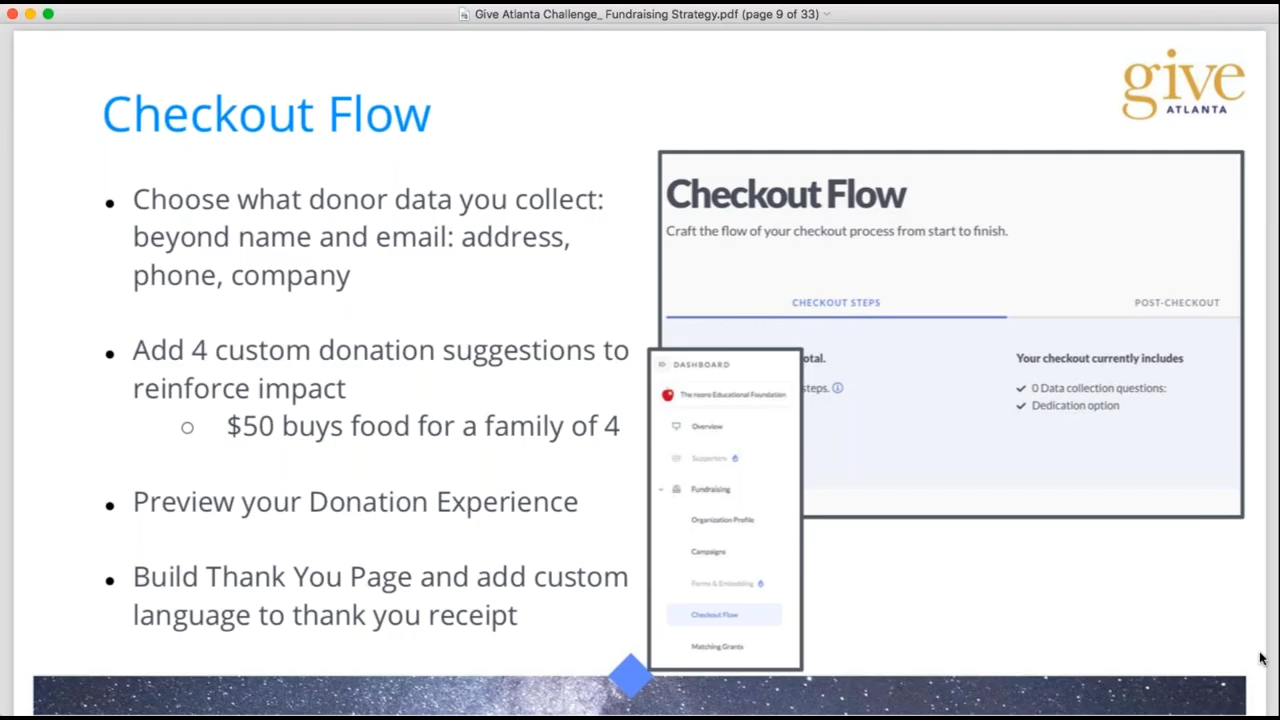 Give Atlanta Challenge_ Fundraising Strategy.pdf (page 9 of 33)
give
ATLANTA
Checkout Flow
• Choose what donor data you collect:
beyond name and email: address,
phone, company
• Add 4 custom donation suggestions to
reinforce impact
○ $50 buys food for a family of 4
• Preview your Donation Experience
• Build Thank You Page and add custom
language to thank you receipt
Checkout Flow
Craft the flow of your checkout process from start to finish.
CHECKOUT STEPS
POST-CHECKOUT
otal.
steps.
Your checkout currently includes
0 Data collection questions:
Dedication option
DASHBOARD
Educational Foundation
Overview
Supporters
Fundraising
Organization Profile
Campaigns
Forms & Embedding
Checkout Flow
Matching Grants